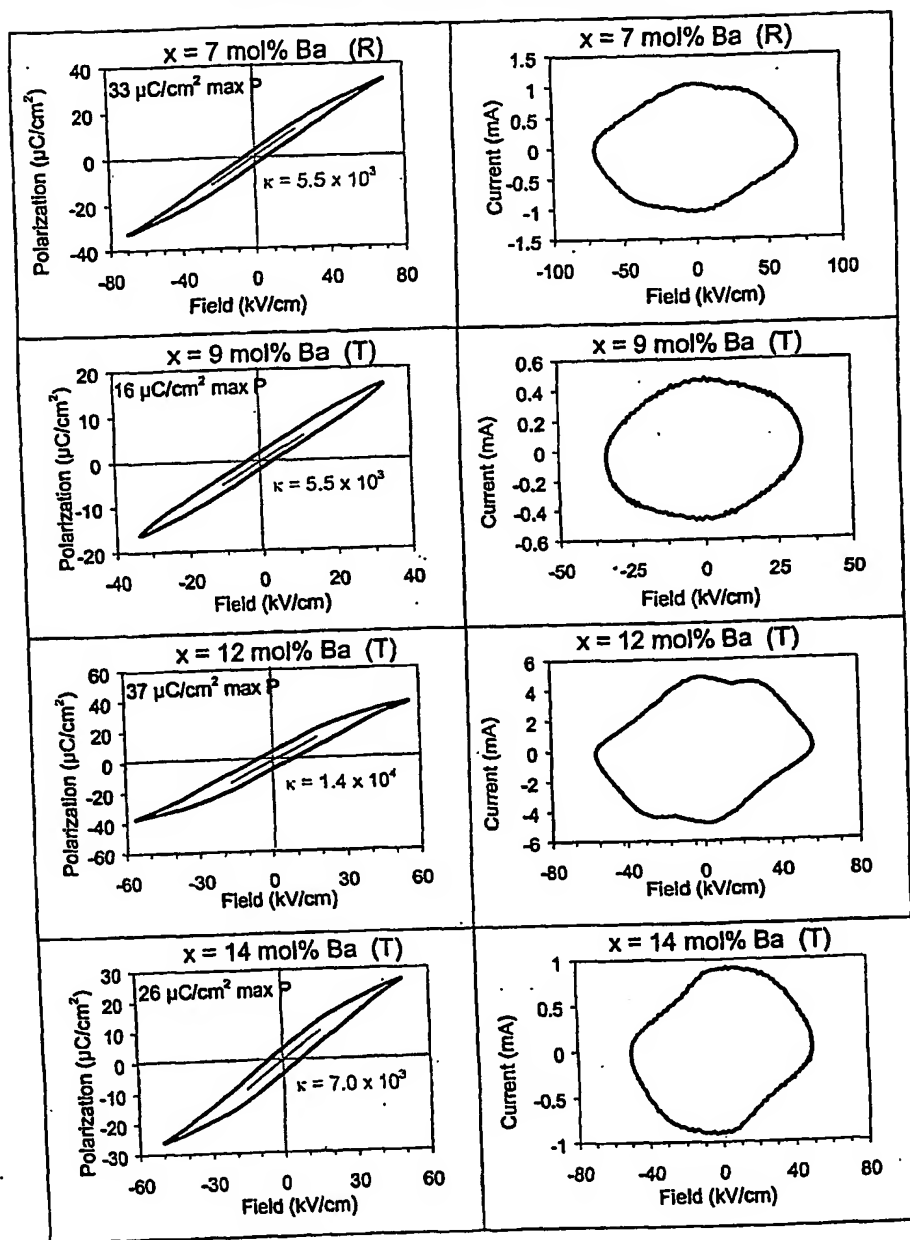 x = 7 mol% Ba (R)
33 µC/cm² max P
κ = 5.5 x 10³
Polarization (µC/cm²)
40
20
0
-20
-40
-80
-40
0
40
80
Field (kV/cm)
x = 7 mol% Ba (R)
Current (mA)
1.5
1
0.5
0
-0.5
-1
-1.5
-100
-50
0
50
100
Field (kV/cm)
x = 9 mol% Ba (T)
16 µC/cm² max P
κ = 5.5 x 10³
Polarization (µC/cm²)
20
10
0
-10
-20
-40
-20
0
20
40
Field (kV/cm)
x = 9 mol% Ba (T)
Current (mA)
0.6
0.4
0.2
0
-0.2
-0.4
-0.6
-50
-25
0
25
50
Field (kV/cm)
x = 12 mol% Ba (T)
37 µC/cm² max P
κ = 1.4 x 10⁴
Polarization (µC/cm²)
60
40
20
0
-20
-40
-60
-60
-30
0
30
60
Field (kV/cm)
x = 12 mol% Ba (T)
Current (mA)
6
4
2
0
-2
-4
-6
-80
-40
0
40
80
Field (kV/cm)
x = 14 mol% Ba (T)
26 µC/cm² max P
κ = 7.0 x 10³
Polarization (µC/cm²)
30
20
10
0
-10
-20
-30
-60
-30
0
30
60
Field (kV/cm)
x = 14 mol% Ba (T)
Current (mA)
1
0.5
0
-0.5
-1
-80
-40
0
40
80
Field (kV/cm)